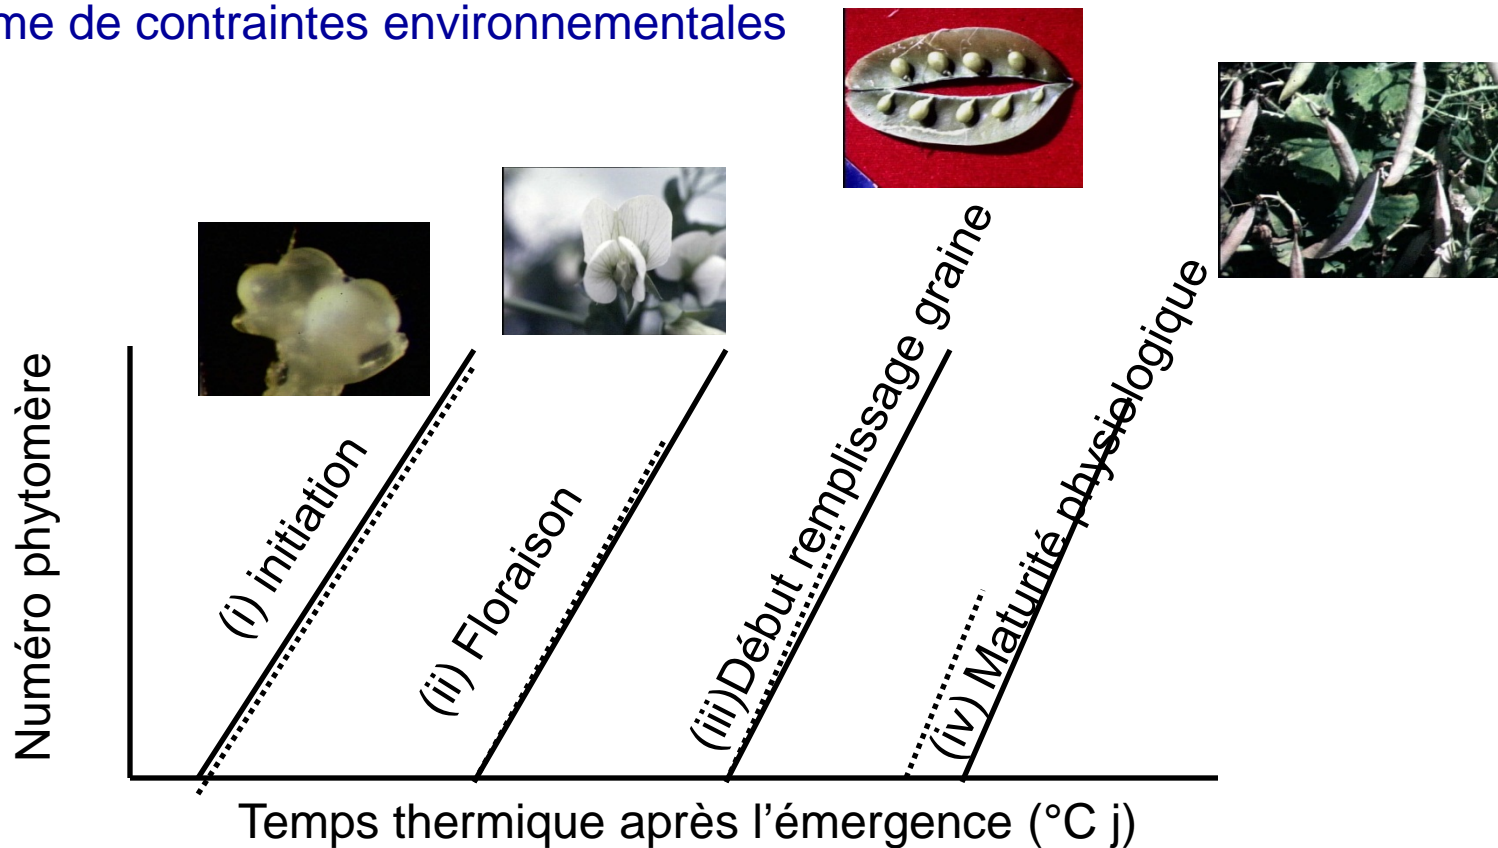 me de contraintes environnementales
Numéro phytomère
(i) initiation
(ii) Floraison
(iii)Début remplissage graine
(iv) Maturité physiologique
Temps thermique après l’émergence (°C j)